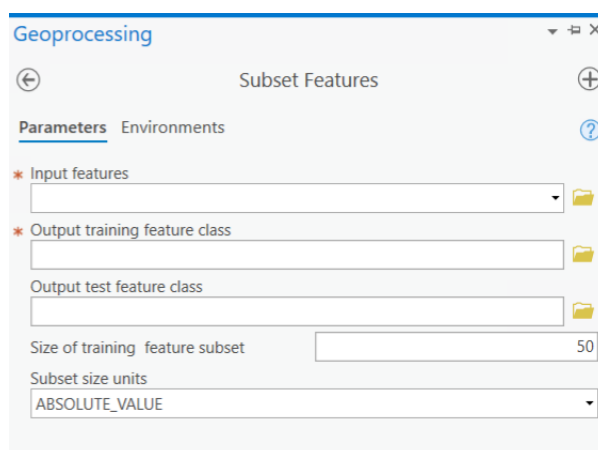 Geoprocessing
Subset Features
Parameters Environments
* Input features
* Output training feature class
Output test feature class
Size of training feature subset 50
Subset size units
ABSOLUTE_VALUE